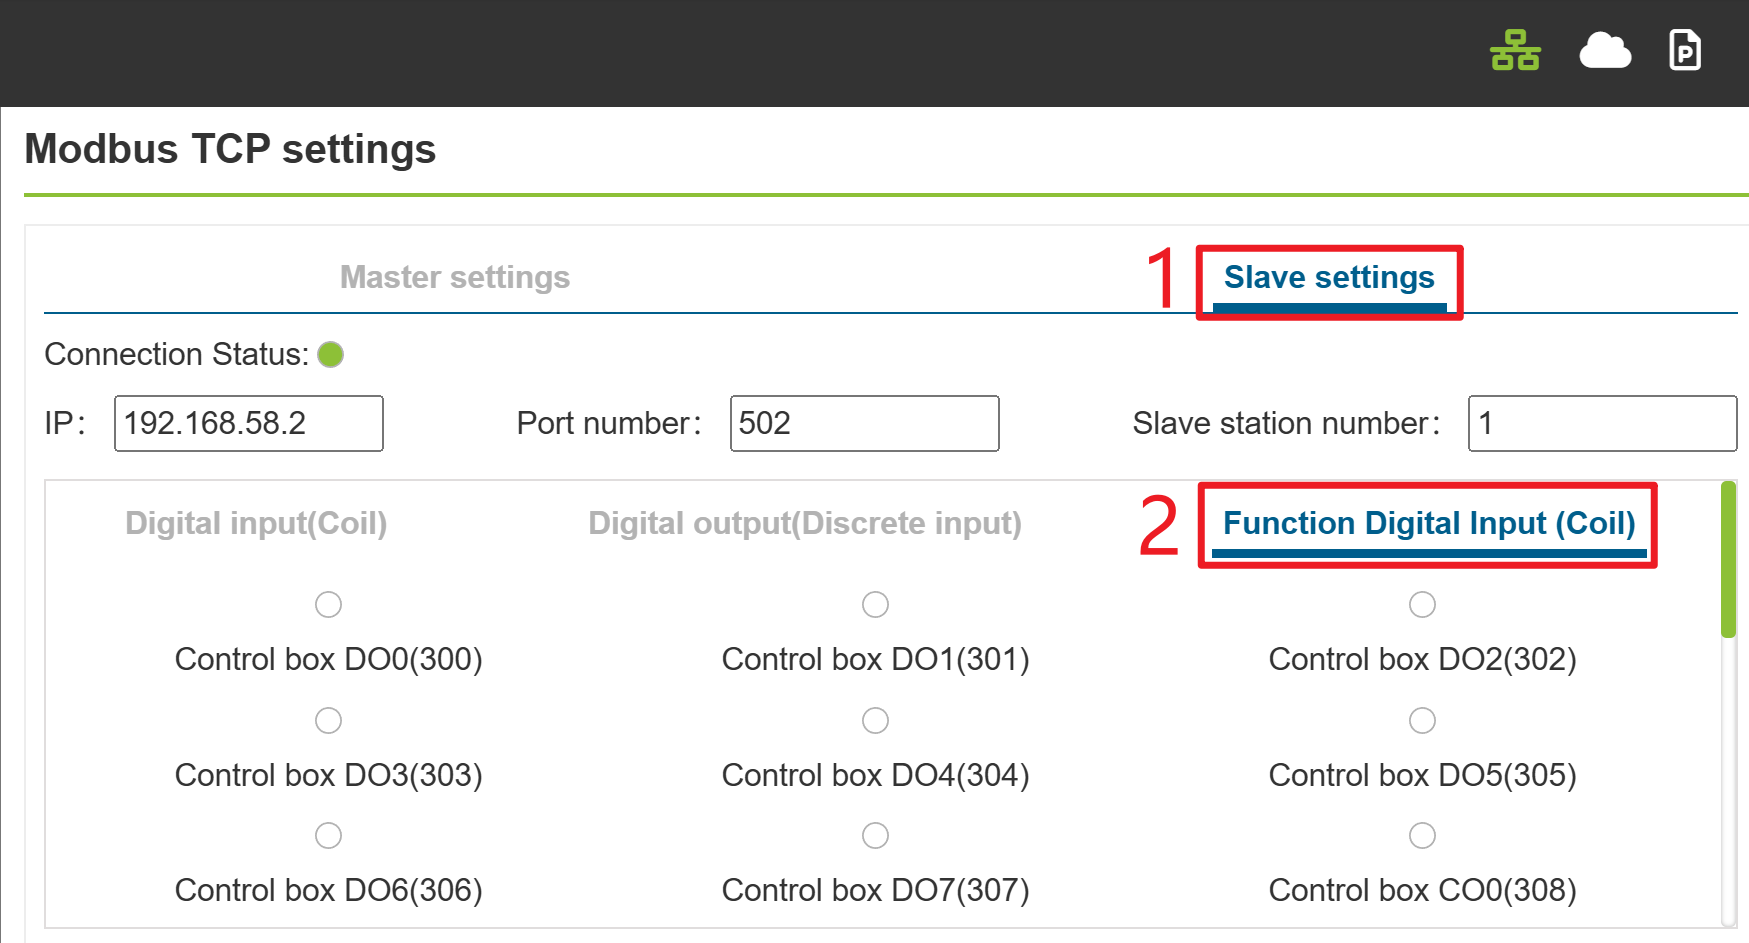 P
Modbus TCP settings
Master settings
1 Slave settings
Connection Status:
IP: 192.168.58.2 Port number: 502 Slave station number: 1
Digital input(Coil) Digital output(Discrete input) 2 Function Digital Input (Coil)
Control box DO0(300) Control box DO1(301) Control box DO2(302)
Control box DO3(303) Control box DO4(304) Control box DO5(305)
Control box DO6(306) Control box DO7(307) Control box CO0(308)